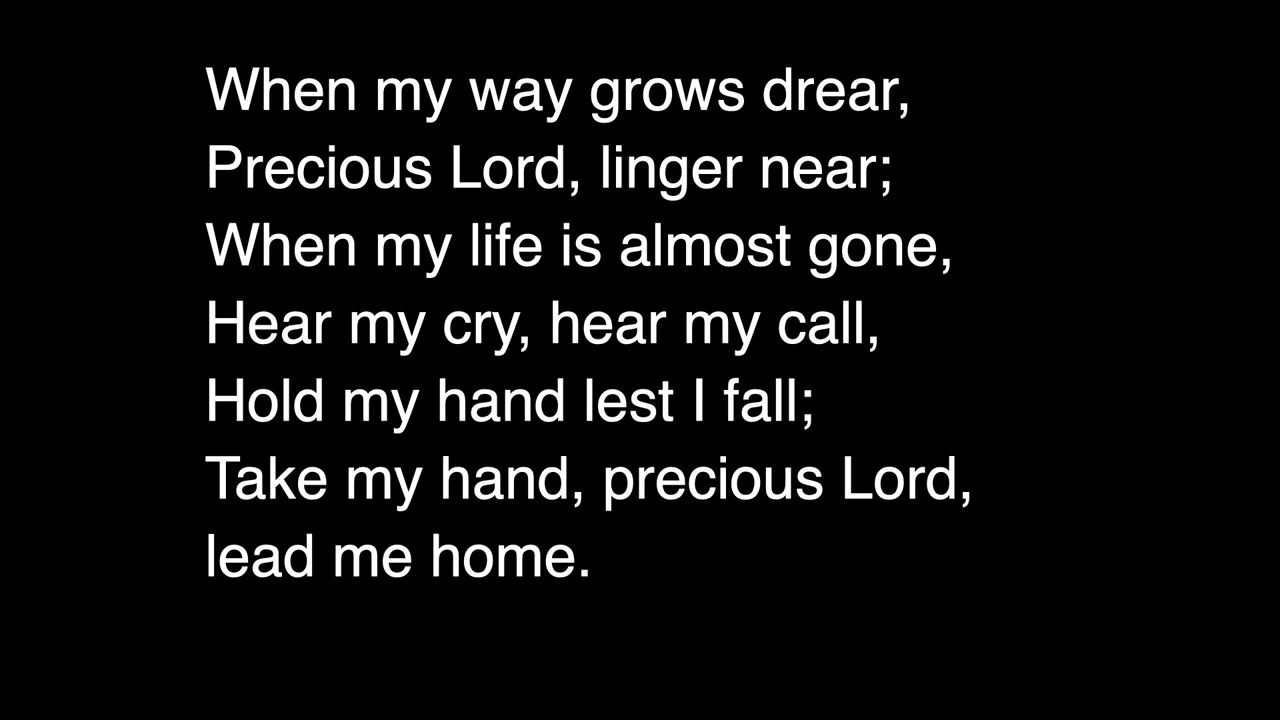 When my way grows drear,
Precious Lord, linger near;
When my life is almost gone,
Hear my cry, hear my call,
Hold my hand lest I fall;
Take my hand, precious Lord,
lead me home.